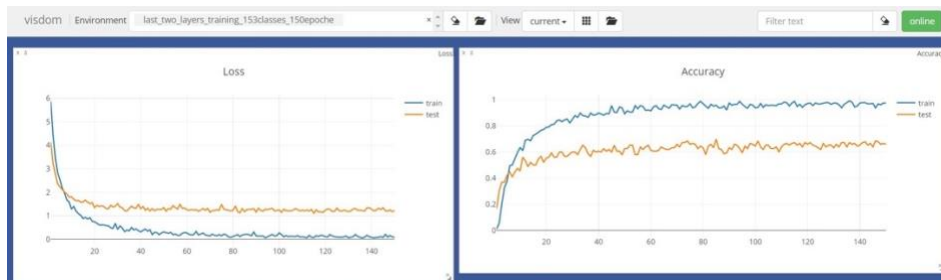 visdom Environment last_two_layers_training_153classes_150epoche × View current Filter text online
× ≡ Loss
Loss
6
5
4
3
2
1
0
20 40 60 80 100 120 140
train
test
Accurac
Accuracy
1
0.8
0.6
0.4
0.2
0
20 40 60 80 100 120 140
train
test